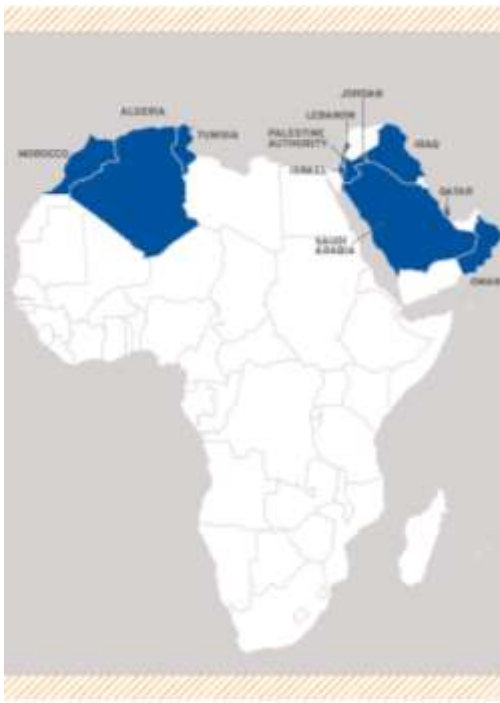 JORDAN
ALGERIA
LEBANON
TUNISIA
PALESTINE
AUTHORITY
MOROCCO
IRAQ
ISRAEL
QATAR
SAUDI
ARABIA
OMAN